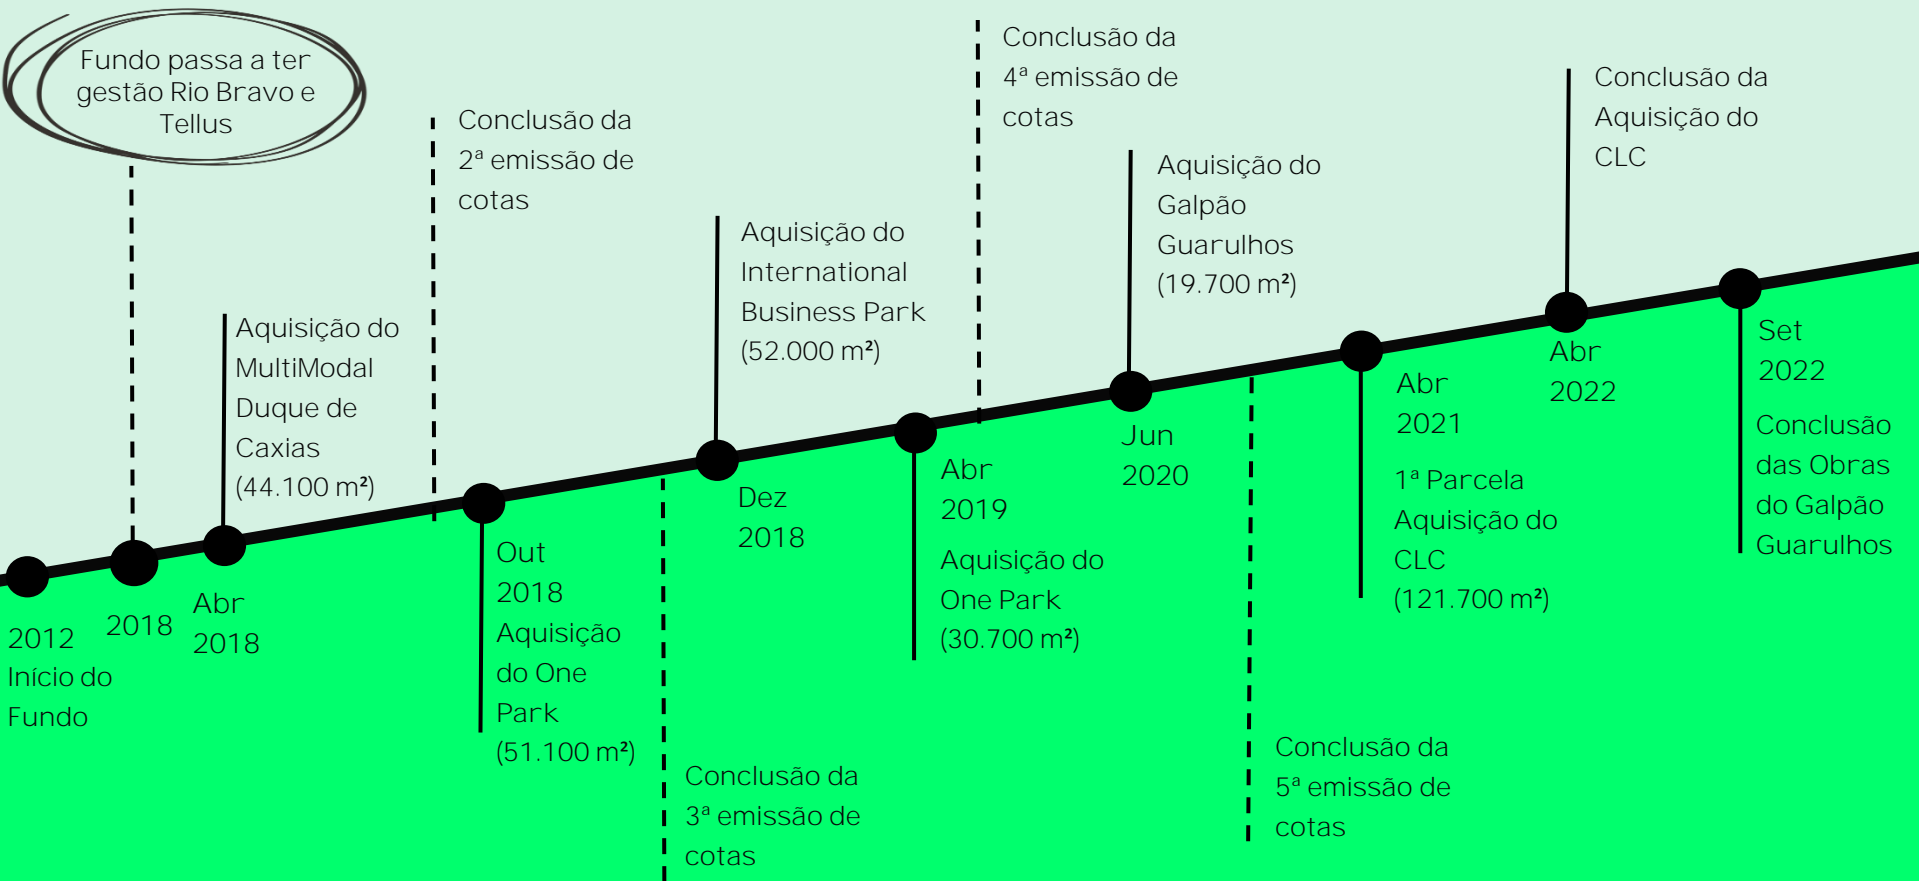 Fundo passa a ter
gestão Rio Bravo e
Tellus
2012
Início do
Fundo
2018
Aquisição do
MultiModal
Duque de
Caxias
(44.100 m²)
Abr
2018
Conclusão da
2ª emissão de
cotas
Out
2018
Aquisição
do One
Park
(51.100 m²)
Conclusão da
3ª emissão de
cotas
Aquisição do
International
Business Park
(52.000 m²)
Dez
2018
Abr
2019
Aquisição do
One Park
(30.700 m²)
Conclusão da
4ª emissão de
cotas
Aquisição do
Galpão
Guarulhos
(19.700 m²)
Jun
2020
Conclusão da
5ª emissão de
cotas
Abr
2021
1ª Parcela
Aquisição do
CLC
(121.700 m²)
Conclusão da
Aquisição do
CLC
Abr
2022
Set
2022
Conclusão
das Obras
do Galpão
Guarulhos